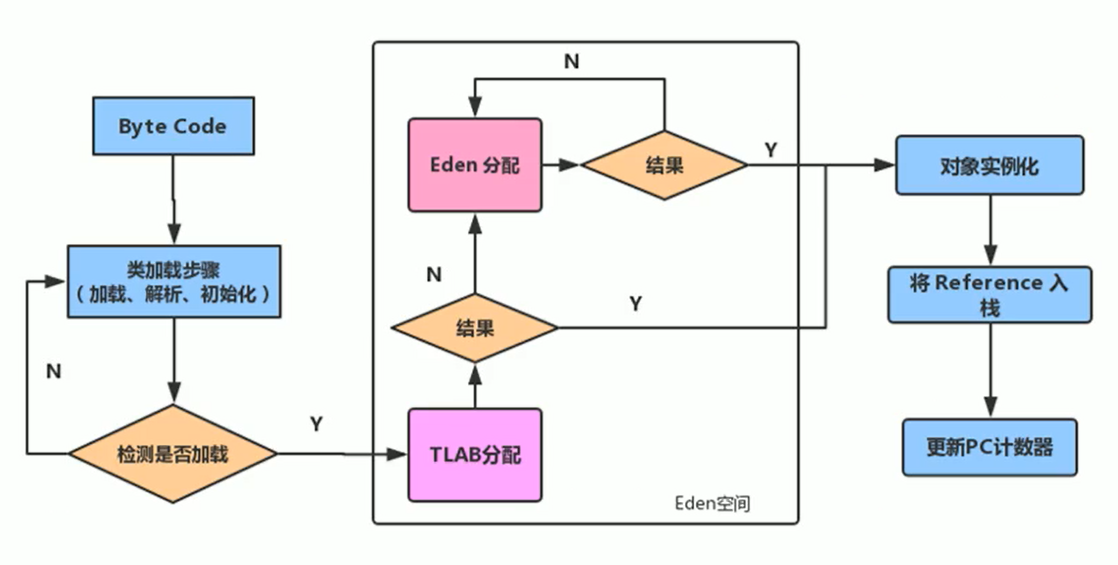 Byte Code
类加载步骤
（加载、解析、初始化）
N
检测是否加载
Y
N
Eden 分配
结果
Y
N
结果
Y
TLAB分配
Eden空间
对象实例化
将 Reference 入
栈
更新PC计数器